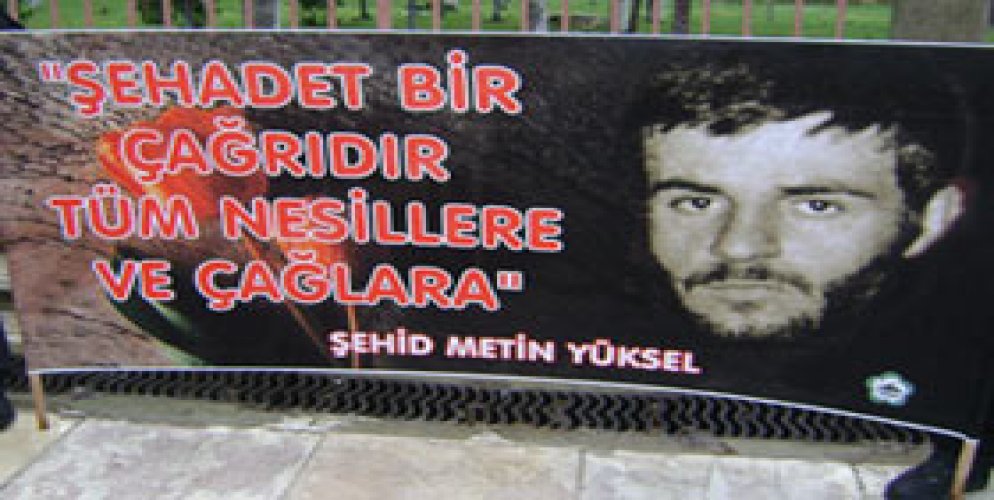 "ŞEHADET BİR
ÇAĞRIDIR
TÜM NESİLLERE
VE ÇAĞLARA"
ŞEHİD METİN YÜKSEL